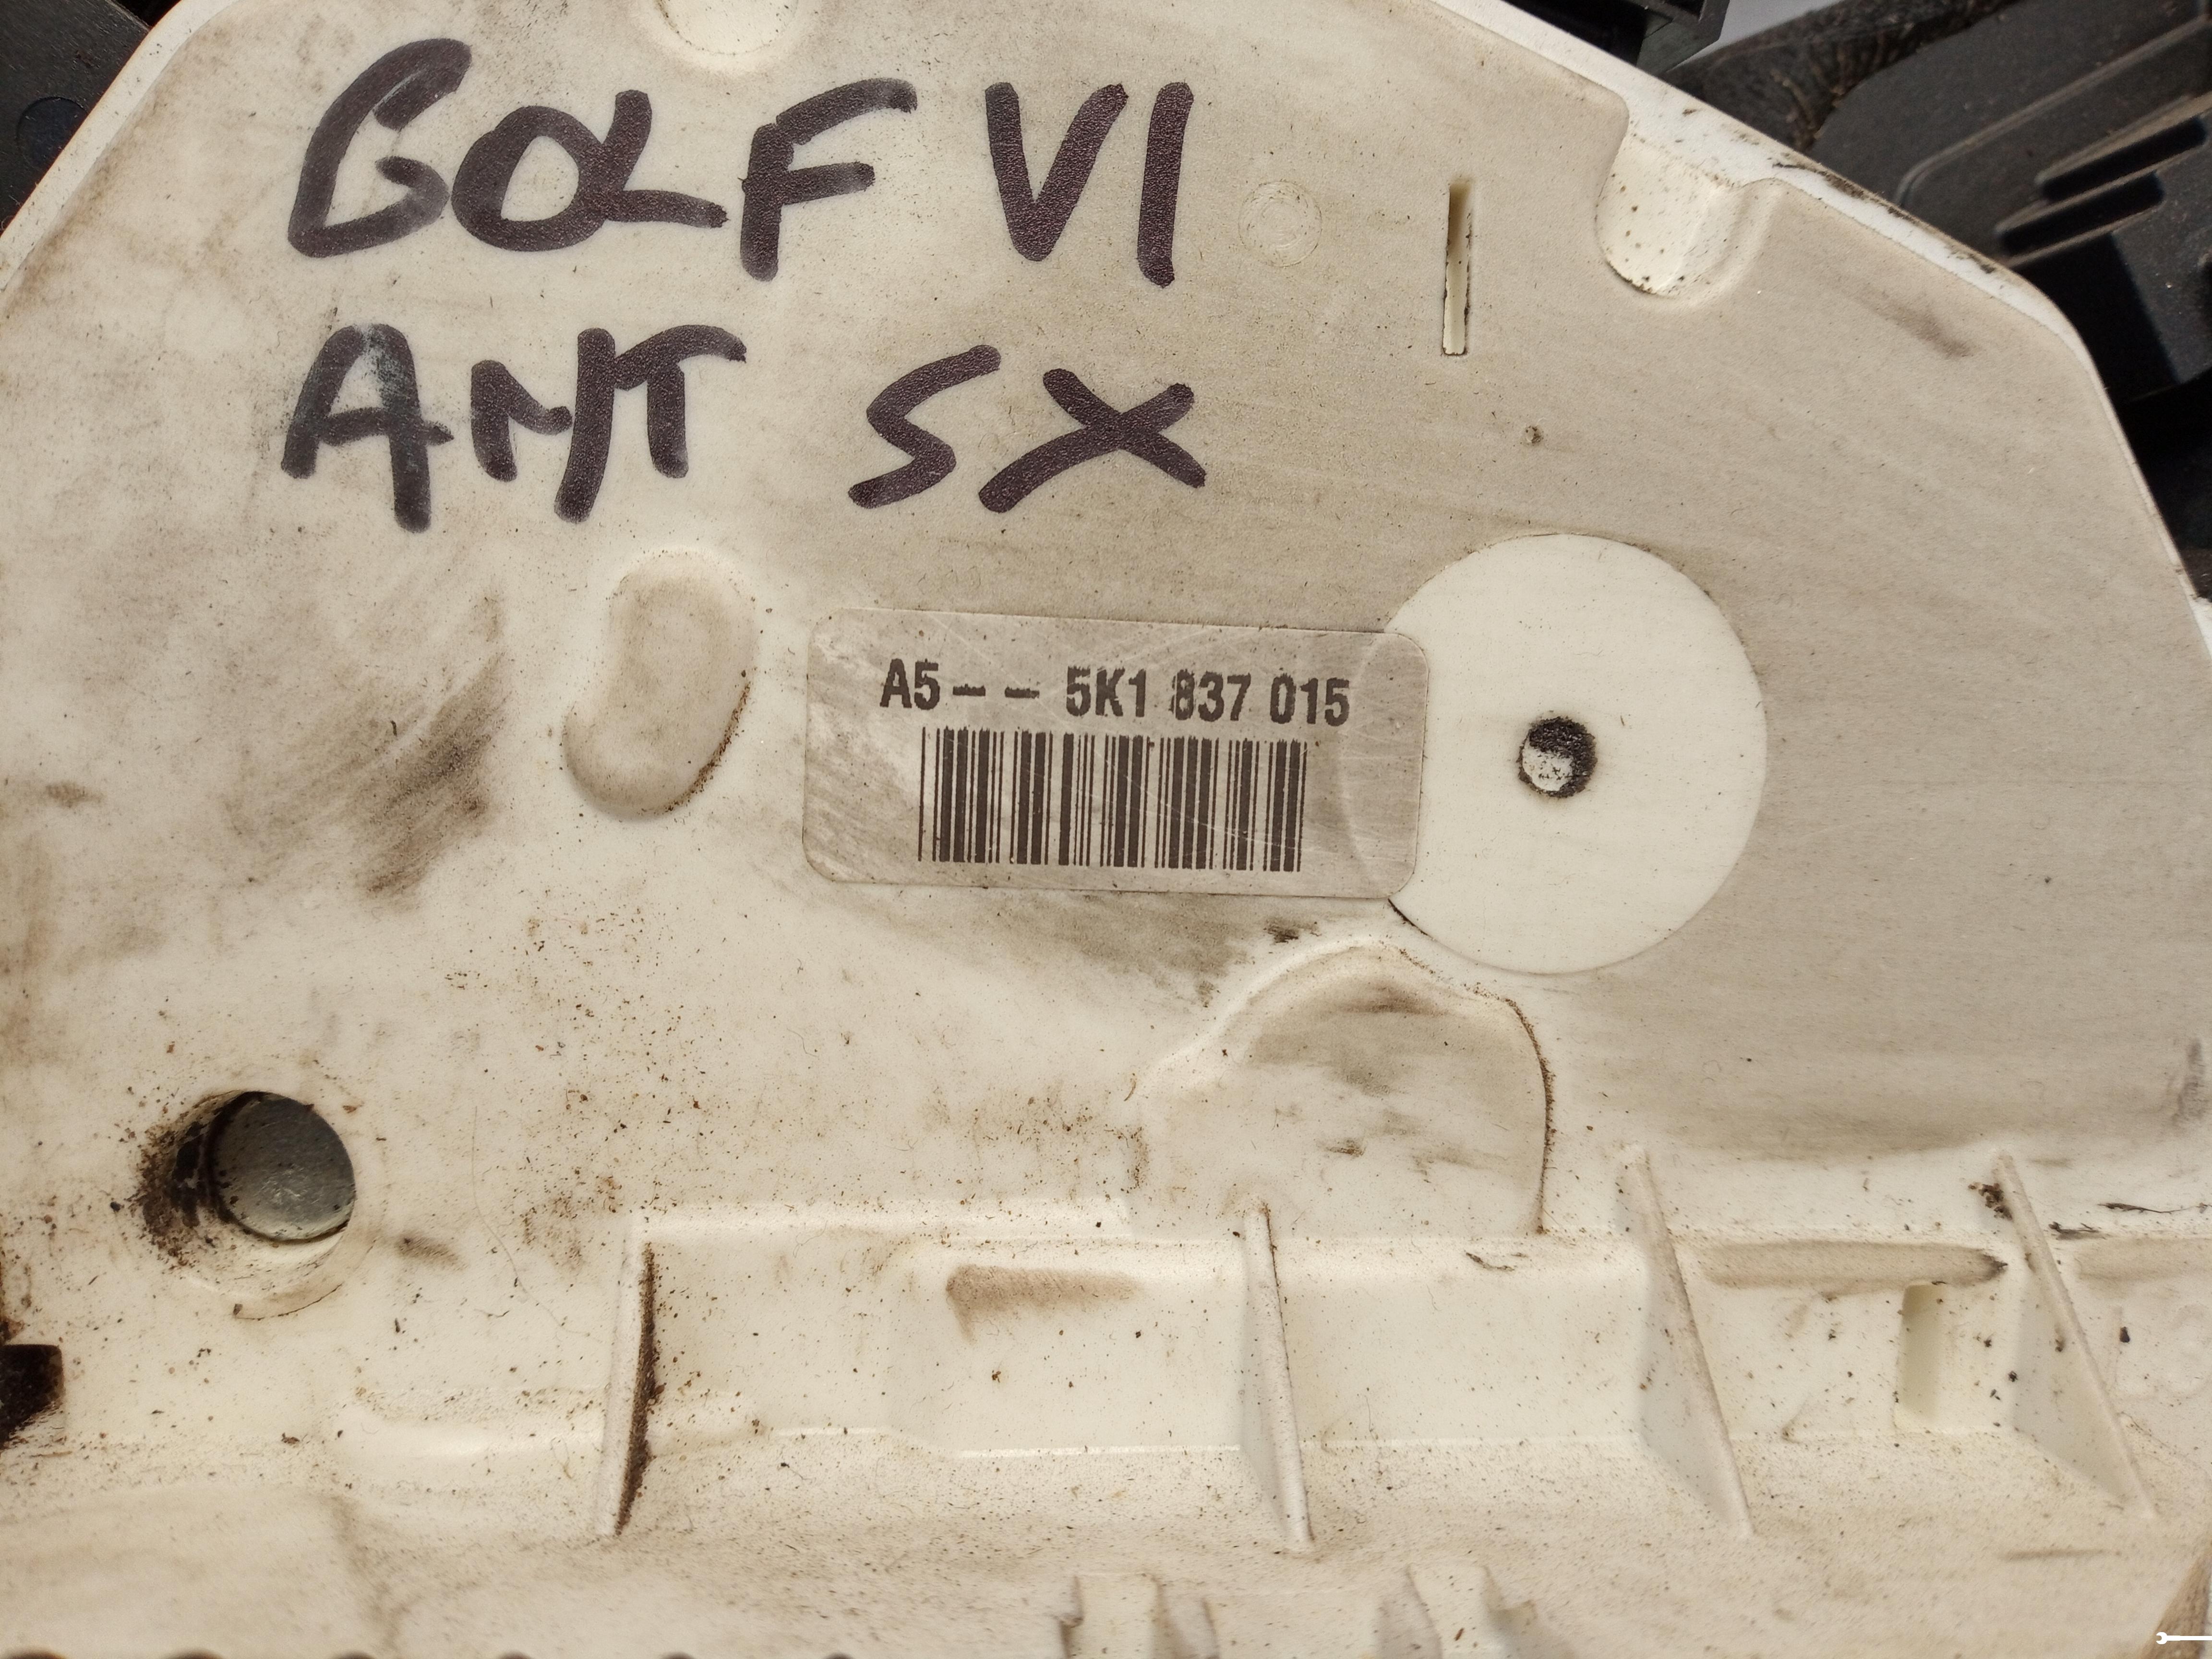 GOLF VI
ANT SX
A5-- 5K1 837 015